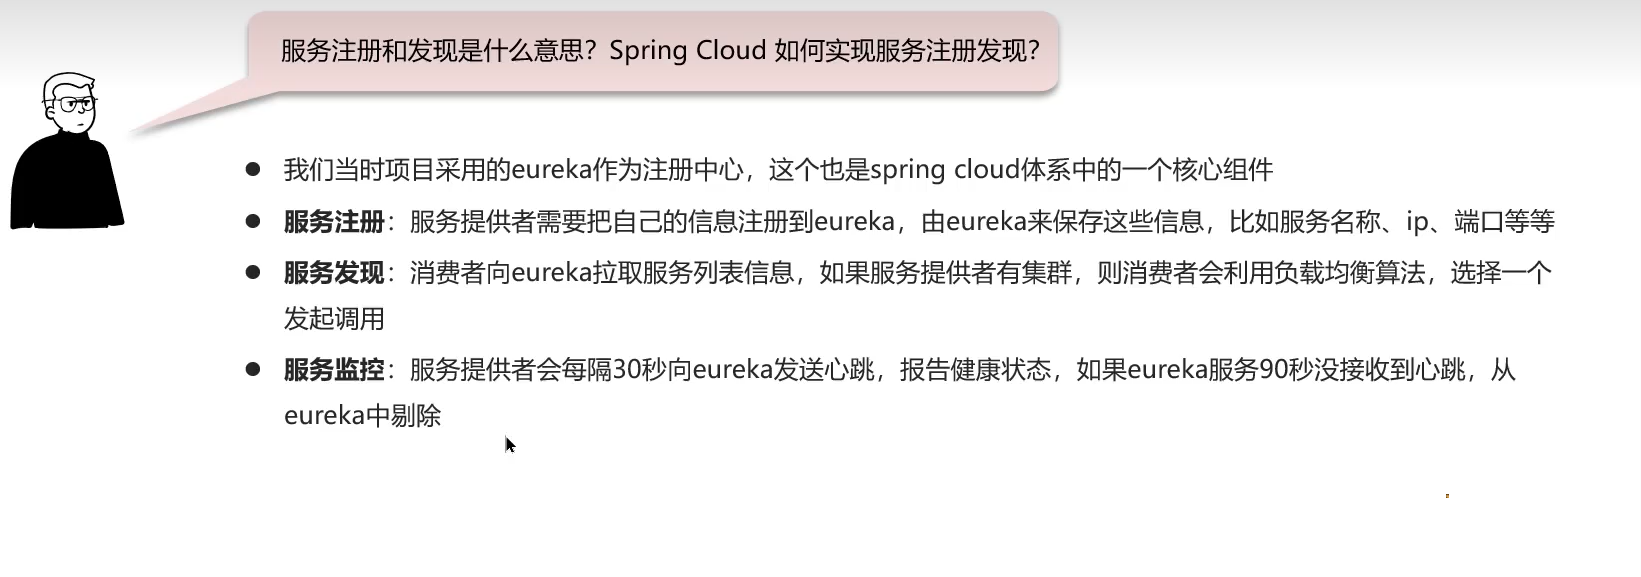 服务注册和发现是什么意思？Spring Cloud 如何实现服务注册发现？
● 我们当时项目采用的eureka作为注册中心，这个也是spring cloud体系中的一个核心组件
● 服务注册：服务提供者需要把自己的信息注册到eureka，由eureka来保存这些信息，比如服务名称、ip、端口等等
● 服务发现：消费者向eureka拉取服务列表信息，如果服务提供者有集群，则消费者会利用负载均衡算法，选择一个
发起调用
● 服务监控：服务提供者会每隔30秒向eureka发送心跳，报告健康状态，如果eureka服务90秒没接收到心跳，从
eureka中剔除